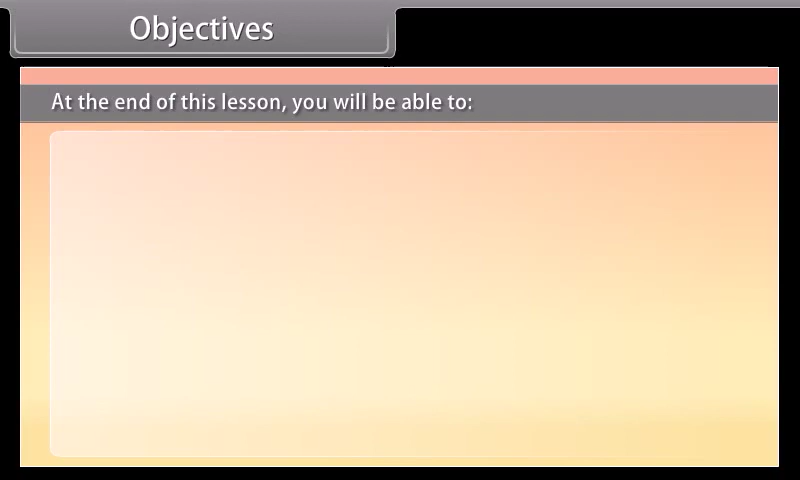 Objectives
At the end of this lesson, you will be able to: